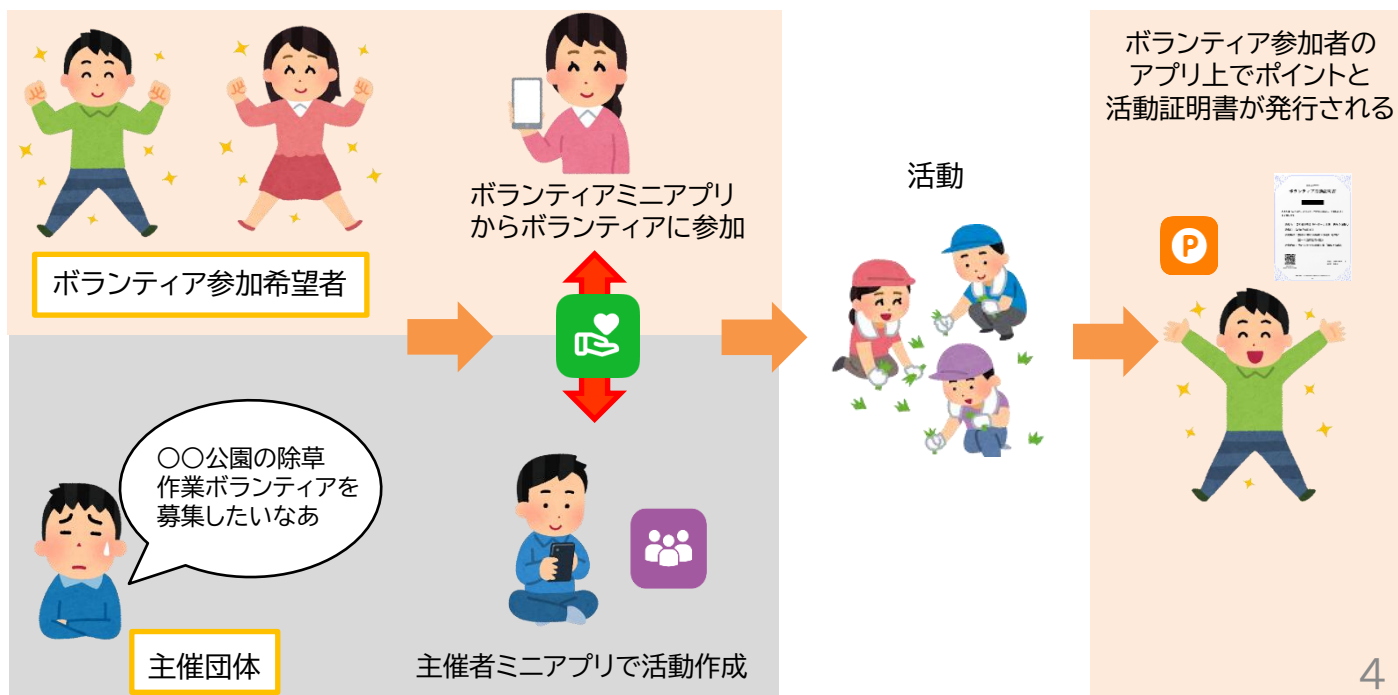 ボランティア参加希望者
ボランティアミニアプリ
からボランティアに参加
〇〇公園の除草
作業ボランティアを
募集したいなあ
主催団体
主催者ミニアプリで活動作成
活動
ボランティア参加者の
アプリ上でポイントと
活動証明書が発行される
P
4